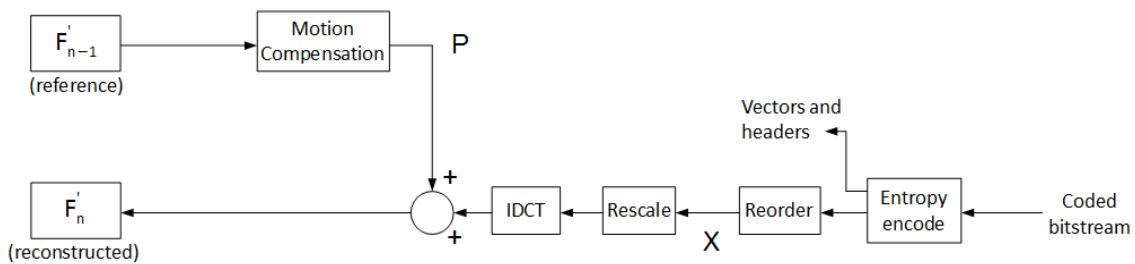 F'n−1
(reference)
Motion
Compensation
P
Vectors and
headers
F'n
(reconstructed)
+
+
IDCT
Rescale
X
Reorder
Entropy
encode
Coded
bitstream